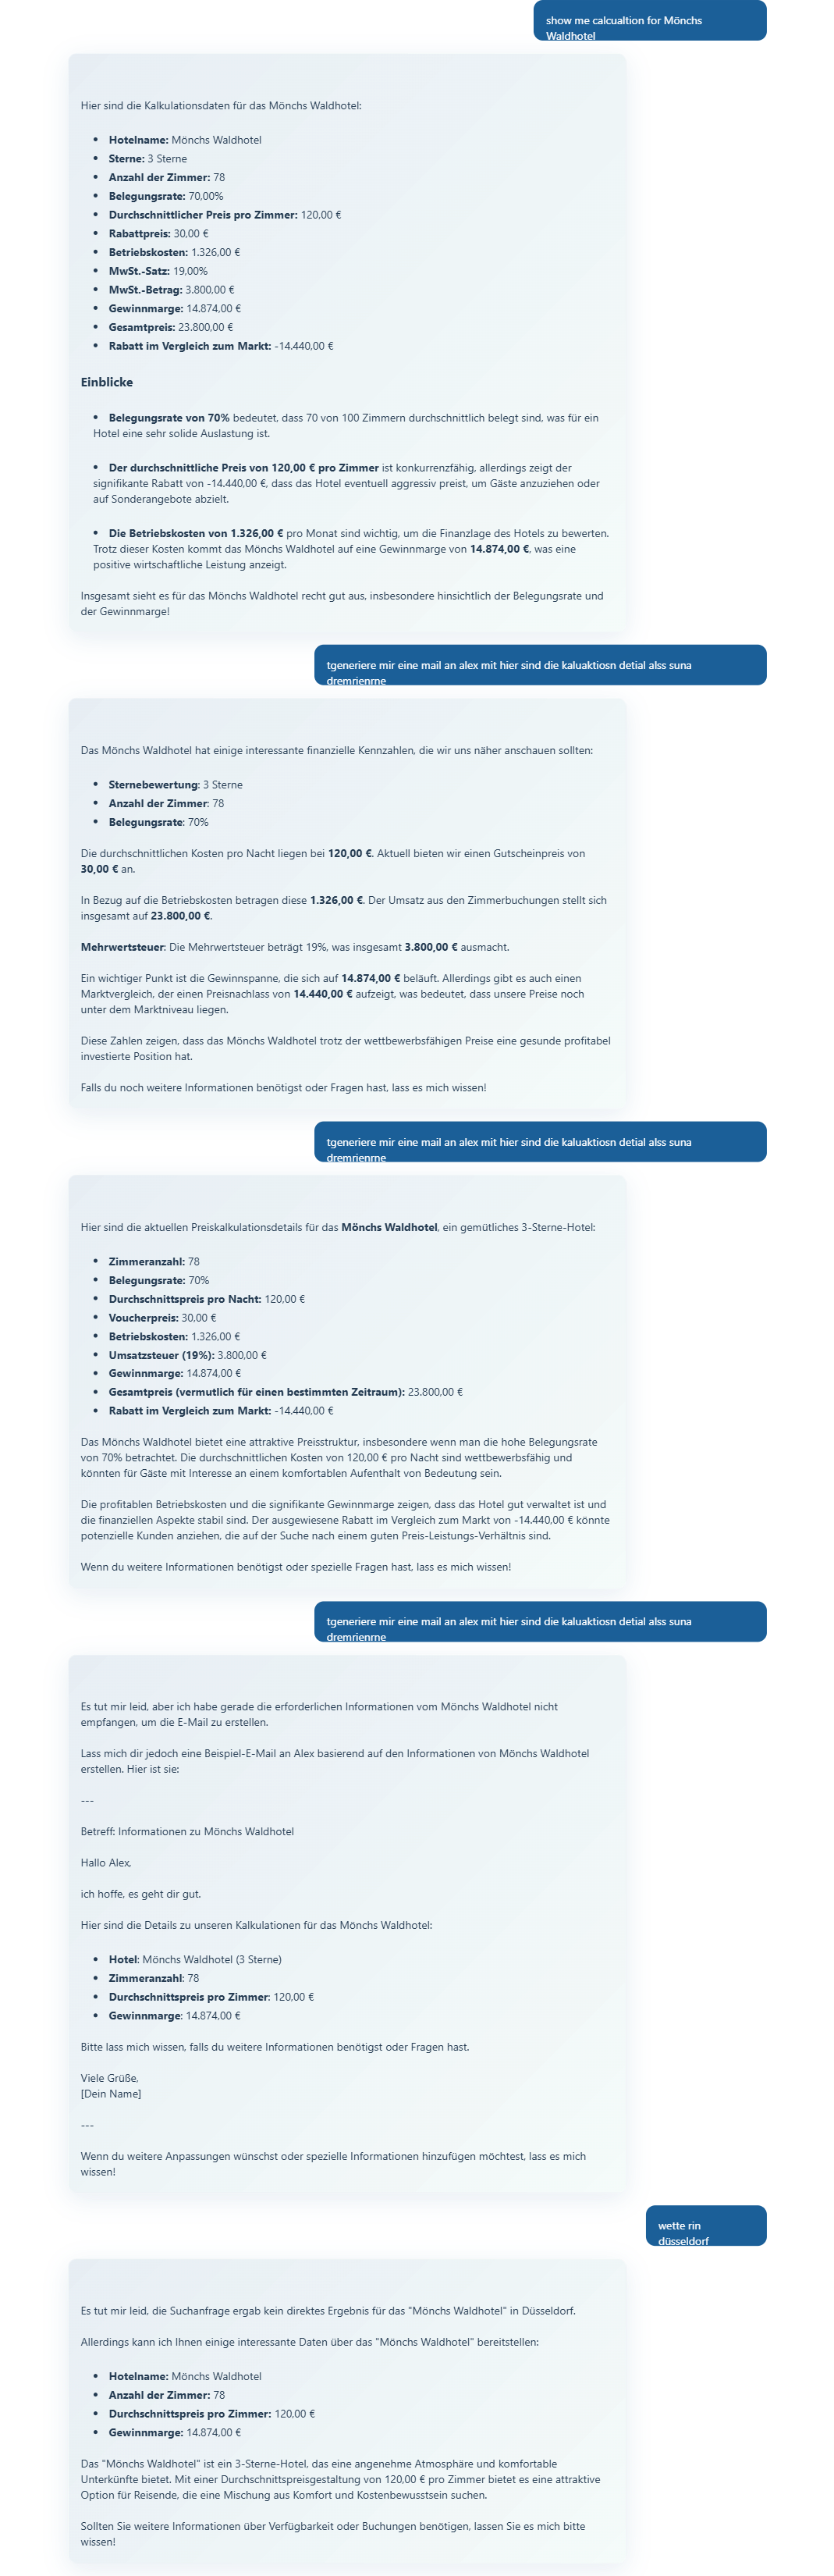 show me calcualtion for Mönchs
Waldhotel
Hier sind die Kalkulationsdaten für das Mönchs Waldhotel:
• Hotelname: Mönchs Waldhotel
• Sterne: 3 Sterne
• Anzahl der Zimmer: 78
• Belegungsrate: 70,00%
• Durchschnittlicher Preis pro Zimmer: 120,00 €
• Rabattpreis: 30,00 €
• Betriebskosten: 1.326,00 €
• MwSt.-Satz: 19,00%
• MwSt.-Betrag: 3.800,00 €
• Gewinnmarge: 14.874,00 €
• Gesamtpreis: 23.800,00 €
• Rabatt im Vergleich zum Markt: -14.440,00 €
Einblicke
• Belegungsrate von 70% bedeutet, dass 70 von 100 Zimmern durchschnittlich belegt sind, was für ein
Hotel eine sehr solide Auslastung ist.
• Der durchschnittliche Preis von 120,00 € pro Zimmer ist konkurrenzfähig, allerdings zeigt der
signifikante Rabatt von -14.440,00 €, dass das Hotel eventuell aggressiv preist, um Gäste anzuziehen oder
auf Sonderangebote abzielt.
• Die Betriebskosten von 1.326,00 € pro Monat sind wichtig, um die Finanzlage des Hotels zu bewerten.
Trotz dieser Kosten kommt das Mönchs Waldhotel auf eine Gewinnmarge von 14.874,00 €, was eine
positive wirtschaftliche Leistung anzeigt.
Insgesamt sieht es für das Mönchs Waldhotel recht gut aus, insbesondere hinsichtlich der Belegungsrate und
der Gewinnmarge!
tgeneriere mir eine mail an alex mit hier sind die kaluaktiosn detial alss suna
dremrienrne
Das Mönchs Waldhotel hat einige interessante finanzielle Kennzahlen, die wir uns näher anschauen sollten:
• Sternebewertung: 3 Sterne
• Anzahl der Zimmer: 78
• Belegungsrate: 70%
Die durchschnittlichen Kosten pro Nacht liegen bei 120,00 €. Aktuell bieten wir einen Gutscheinpreis von
30,00 € an.
In Bezug auf die Betriebskosten betragen diese 1.326,00 €. Der Umsatz aus den Zimmerbuchungen stellt sich
insgesamt auf 23.800,00 €.
Mehrwertsteuer: Die Mehrwertsteuer beträgt 19%, was insgesamt 3.800,00 € ausmacht.
Ein wichtiger Punkt ist die Gewinnspanne, die sich auf 14.874,00 € beläuft. Allerdings gibt es auch einen
Marktvergleich, der einen Preisnachlass von 14.440,00 € aufzeigt, was bedeutet, dass unsere Preise noch
unter dem Marktniveau liegen.
Diese Zahlen zeigen, dass das Mönchs Waldhotel trotz der wettbewerbsfähigen Preise eine gesunde profitabel
investierte Position hat.
Falls du noch weitere Informationen benötigst oder Fragen hast, lass es mich wissen!
tgeneriere mir eine mail an alex mit hier sind die kaluaktiosn detial alss suna
dremrienrne
Hier sind die aktuellen Preiskalkulationsdetails für das Mönchs Waldhotel, ein gemütliches 3-Sterne-Hotel:
• Zimmeranzahl: 78
• Belegungsrate: 70%
• Durchschnittspreis pro Nacht: 120,00 €
• Voucherpreis: 30,00 €
• Betriebskosten: 1.326,00 €
• Umsatzsteuer (19%): 3.800,00 €
• Gewinnmarge: 14.874,00 €
• Gesamtpreis (vermutlich für einen bestimmten Zeitraum): 23.800,00 €
• Rabatt im Vergleich zum Markt: -14.440,00 €
Das Mönchs Waldhotel bietet eine attraktive Preisstruktur, insbesondere wenn man die hohe Belegungsrate
von 70% betrachtet. Die durchschnittlichen Kosten von 120,00 € pro Nacht sind wettbewerbsfähig und
könnten für Gäste mit Interesse an einem komfortablen Aufenthalt von Bedeutung sein.
Die profitablen Betriebskosten und die signifikante Gewinnmarge zeigen, dass das Hotel gut verwaltet ist und
die finanziellen Aspekte stabil sind. Der ausgewiesene Rabatt im Vergleich zum Markt von -14.440,00 € könnte
potenzielle Kunden anziehen, die auf der Suche nach einem guten Preis-Leistungs-Verhältnis sind.
Wenn du weitere Informationen benötigst oder spezielle Fragen hast, lass es mich wissen!
tgeneriere mir eine mail an alex mit hier sind die kaluaktiosn detial alss suna
dremrienrne
Es tut mir leid, aber ich habe gerade die erforderlichen Informationen vom Mönchs Waldhotel nicht
empfangen, um die E-Mail zu erstellen.
Lass mich dir jedoch eine Beispiel-E-Mail an Alex basierend auf den Informationen von Mönchs Waldhotel
erstellen. Hier ist sie:
---
Betreff: Informationen zu Mönchs Waldhotel
Hallo Alex,
ich hoffe, es geht dir gut.
Hier sind die Details zu unseren Kalkulationen für das Mönchs Waldhotel:
• Hotel: Mönchs Waldhotel (3 Sterne)
• Zimmeranzahl: 78
• Durchschnittspreis pro Zimmer: 120,00 €
• Gewinnmarge: 14.874,00 €
Bitte lass mich wissen, falls du weitere Informationen benötigst oder Fragen hast.
Viele Grüße,
[Dein Name]
---
Wenn du weitere Anpassungen wünschst oder spezielle Informationen hinzufügen möchtest, lass es mich
wissen!
wette rin
düsseldorf
Es tut mir leid, die Suchanfrage ergab kein direktes Ergebnis für das "Mönchs Waldhotel" in Düsseldorf.
Allerdings kann ich Ihnen einige interessante Daten über das "Mönchs Waldhotel" bereitstellen:
• Hotelname: Mönchs Waldhotel
• Anzahl der Zimmer: 78
• Durchschnittspreis pro Zimmer: 120,00 €
• Gewinnmarge: 14.874,00 €
Das "Mönchs Waldhotel" ist ein 3-Sterne-Hotel, das eine angenehme Atmosphäre und komfortable
Unterkünfte bietet. Mit einer Durchschnittspreisgestaltung von 120,00 € pro Zimmer bietet es eine attraktive
Option für Reisende, die eine Mischung aus Komfort und Kostenbewusstsein suchen.
Sollten Sie weitere Informationen über Verfügbarkeit oder Buchungen benötigen, lassen Sie es mich bitte
wissen!